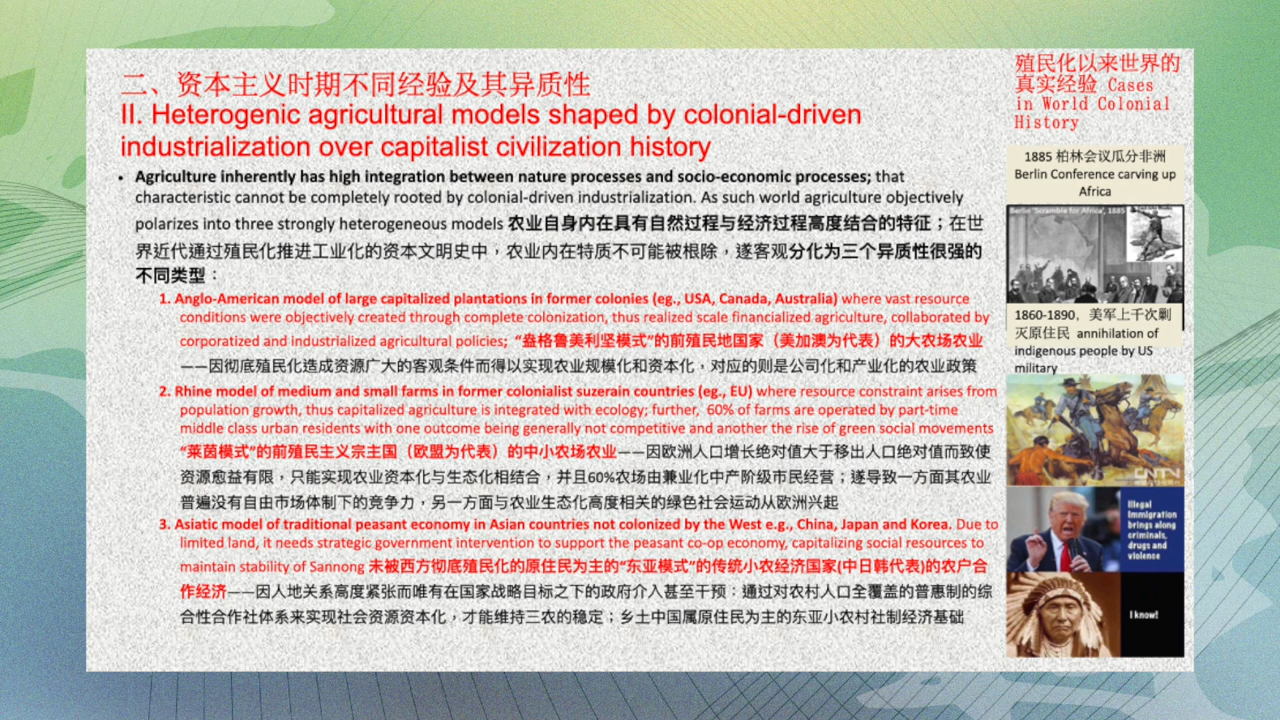 二、资本主义时期不同经验及其异质性
II. Heterogenic agricultural models shaped by colonial-driven
industrialization over capitalist civilization history
• Agriculture inherently has high integration between nature processes and socio-economic processes; that
characteristic cannot be completely rooted by colonial-driven industrialization. As such world agriculture objectively
polarizes into three strongly heterogeneous models 农业自身内在具有自然过程与经济过程高度结合的特征；在世
界近代通过殖民化推进工业化的资本文明史中，农业内在特质不可能被根除，遂客观分化为三个异质性很强的
不同类型：
1. Anglo-American model of large capitalized plantations in former colonies (eg., USA, Canada, Australia) where vast resource
conditions were objectively created through complete colonization, thus realized scale financialized agriculture, collaborated by
corporatized and industrialized agricultural policies; “盎格鲁美利坚模式”的前殖民地国家（美加澳为代表）的大农场农业
——因彻底殖民化造成资源广大的客观条件而得以实现农业规模化和资本化，对应的则是公司化和产业化的农业政策
2. Rhine model of medium and small farms in former colonialist suzerain countries (eg., EU) where resource constraint arises from
population growth, thus capitalized agriculture is integrated with ecology; further, 60% of farms are operated by part-time
middle class urban residents with one outcome being generally not competitive and another the rise of green social movements
“莱茵模式”的前殖民主义宗主国（欧盟为代表）的中小农场农业——因欧洲人口增长绝对值大于移出人口绝对值而致使
资源愈益有限，只能实现农业资本化与生态化相结合，并且60%农场由兼业化中产阶级市民经营；遂导致一方面其农业
普遍没有自由市场体制下的竞争力，另一方面与农业生态化高度相关的绿色社会运动从欧洲兴起
3. Asiatic model of traditional peasant economy in Asian countries not colonized by the West e.g., China, Japan and Korea. Due to
limited land, it needs strategic government intervention to support the peasant co-op economy, capitalizing social resources to
maintain stability of Sannong 未被西方彻底殖民化的原住民为主的“东亚模式”的传统小农经济国家(中日韩代表)的农户合
作经济——因人地关系高度紧张而唯有在国家战略目标之下的政府介入甚至干预：通过对农村人口全覆盖的普惠制的综
合性合作社体系来实现社会资源资本化，才能维持三农的稳定；乡土中国属原住民为主的东亚小农村社制经济基础
殖民化以来世界的
真实经验 Cases
in World Colonial
History
1885 柏林会议瓜分非洲
Berlin Conference carving up
Africa
Berlin 'Scramble for Africa', 1885
1860-1890，美军上千次剿
灭原住民 annihilation of
indigenous people by US
military
CNTV
Illegal
Immigration
brings along
criminals,
drugs and
violence
I know!